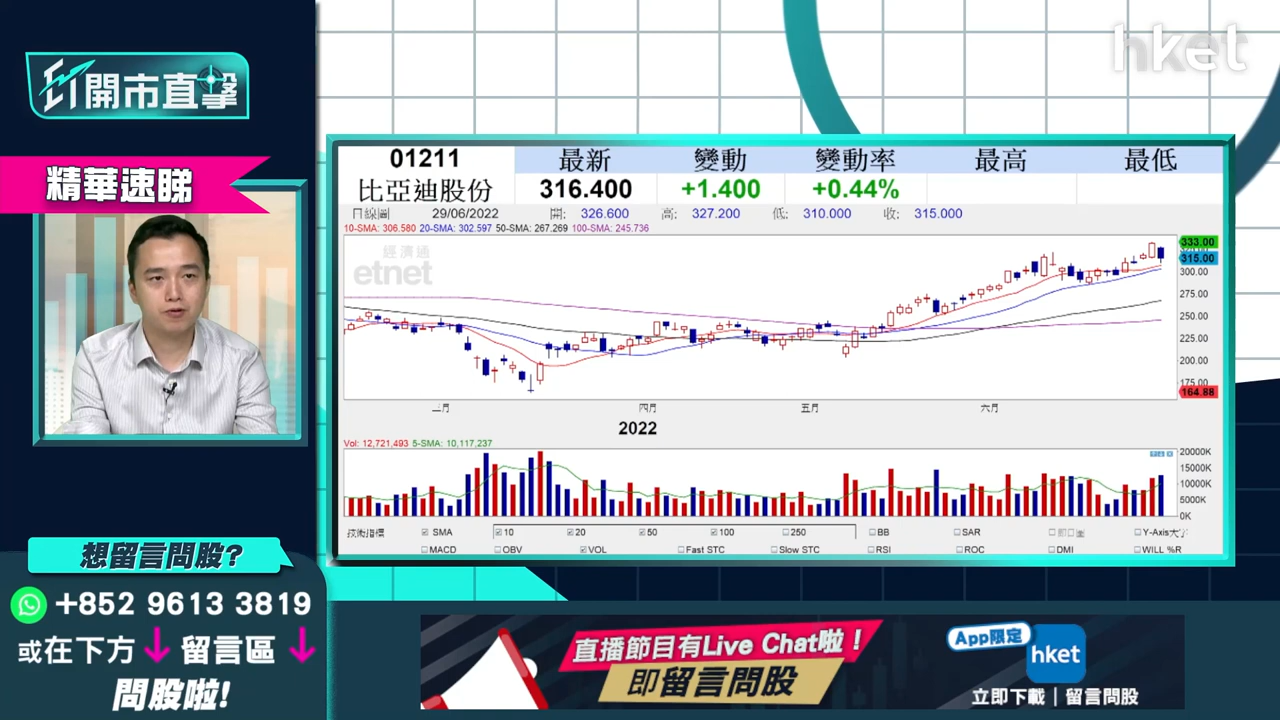 hket
ET開市直擊
精華速睇
01211
比亞迪股份
最新 變動 變動率 最高 最低
316.400 +1.400 +0.44%
日線圖 29/06/2022 開: 326.600 高: 327.200 低: 310.000 收: 315.000
10-SMA: 306.580 20-SMA: 302.597 50-SMA: 267.269 100-SMA: 245.736
經濟通
etnet
333.00
315.00
300.00
275.00
250.00
225.00
200.00
175.00
164.88
三月 四月 五月 六月
2022
Vol: 12,721,493 5-SMA: 10,117,237
20000K
15000K
10000K
5000K
0K
技術指標 SMA 10 20 50 100 250 BB SAR Y-Axis大字
MACD OBV VOL Fast STC Slow STC RSI ROC DMI WILL %R
想留言問股?
+852 9613 3819
或在下方 留言區
問股啦!
直播節目有Live Chat啦!
即留言問股
App限定
hket
立即下載 | 留言問股